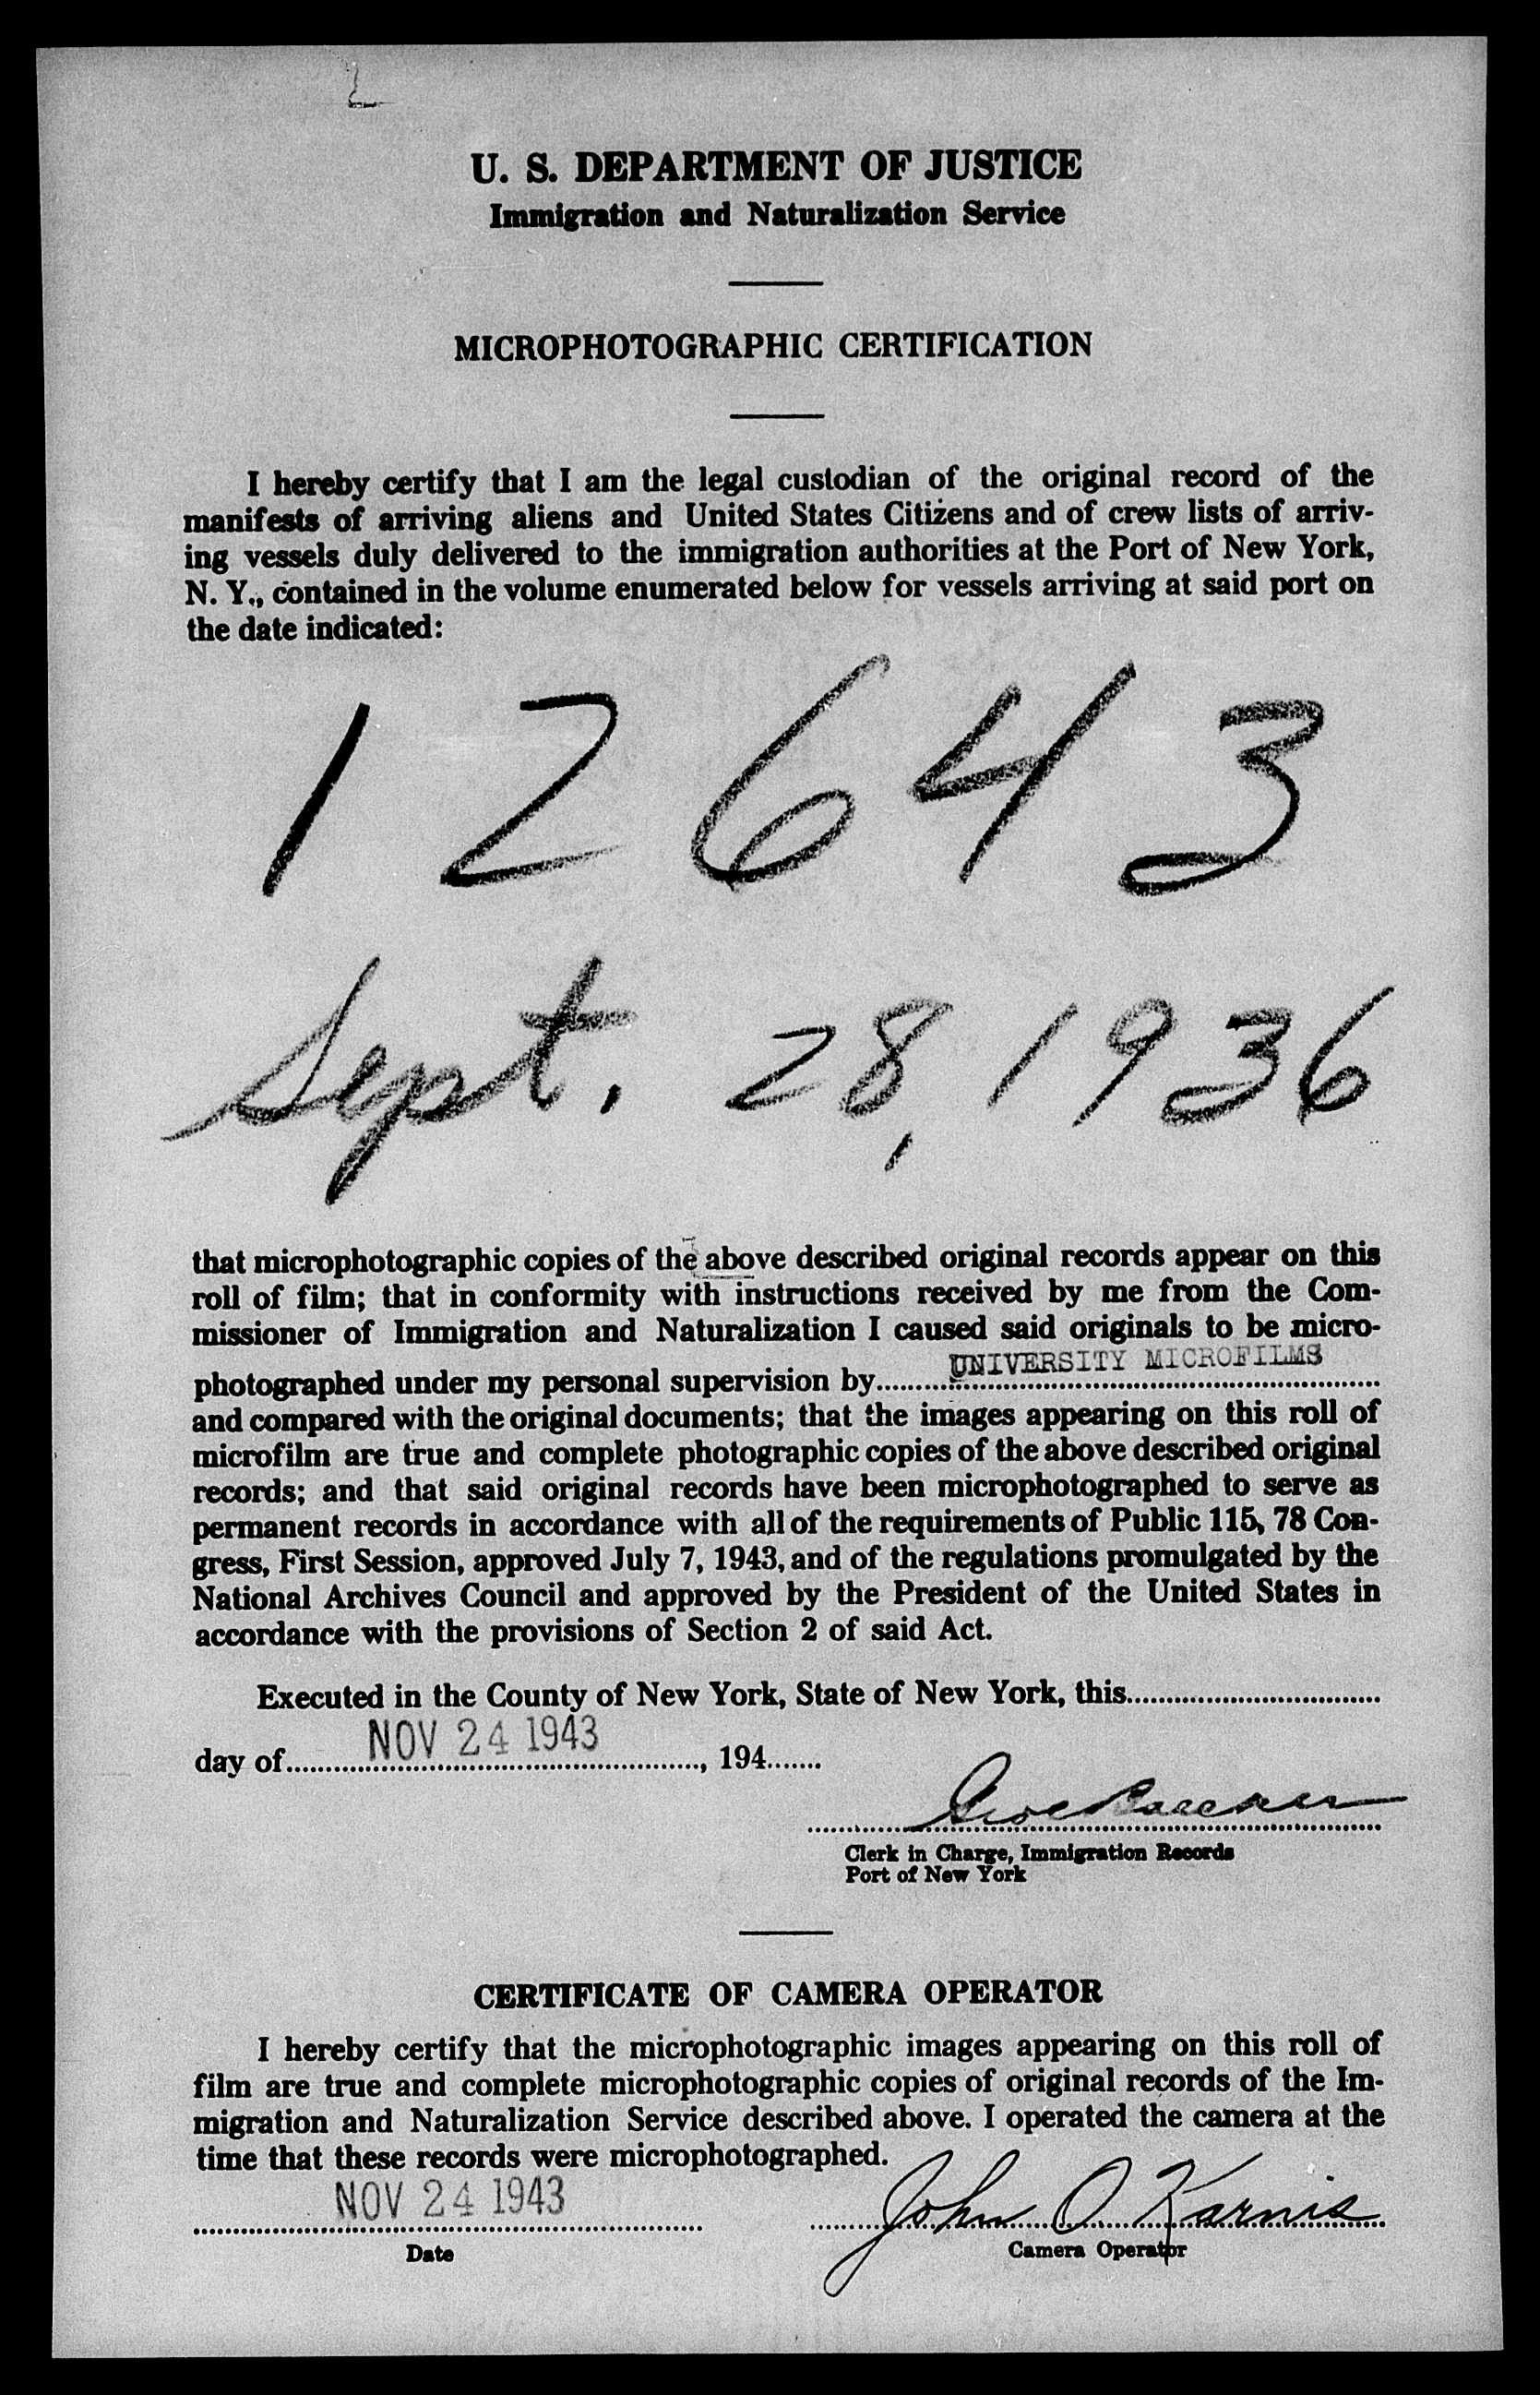 U. S. DEPARTMENT OF JUSTICE
Immigration and Naturalization Service
MICROPHOTOGRAPHIC CERTIFICATION
I hereby certify that I am the legal custodian of the original record of the
manifests of arriving aliens and United States Citizens and of crew lists of arriv-
ing vessels duly delivered to the immigration authorities at the Port of New York,
N. Y., contained in the volume enumerated below for vessels arriving at said port on
the date indicated:
12643
Sept. 28, 1936
that microphotographic copies of the above described original records appear on this
roll of film; that in conformity with instructions received by me from the Com-
missioner of Immigration and Naturalization I caused said originals to be micro-
photographed under my personal supervision by UNIVERSITY MICROFILMS
and compared with the original documents; that the images appearing on this roll of
microfilm are true and complete photographic copies of the above described original
records; and that said original records have been microphotographed to serve as
permanent records in accordance with all of the requirements of Public 115, 78 Con-
gress, First Session, approved July 7, 1943, and of the regulations promulgated by the
National Archives Council and approved by the President of the United States in
accordance with the provisions of Section 2 of said Act.
Executed in the County of New York, State of New York, this
day of NOV 24 1943, 194
Clerk in Charge, Immigration Records
Port of New York
CERTIFICATE OF CAMERA OPERATOR
I hereby certify that the microphotographic images appearing on this roll of
film are true and complete microphotographic copies of original records of the Im-
migration and Naturalization Service described above. I operated the camera at the
time that these records were microphotographed.
NOV 24 1943 John O Karnis
Date Camera Operator